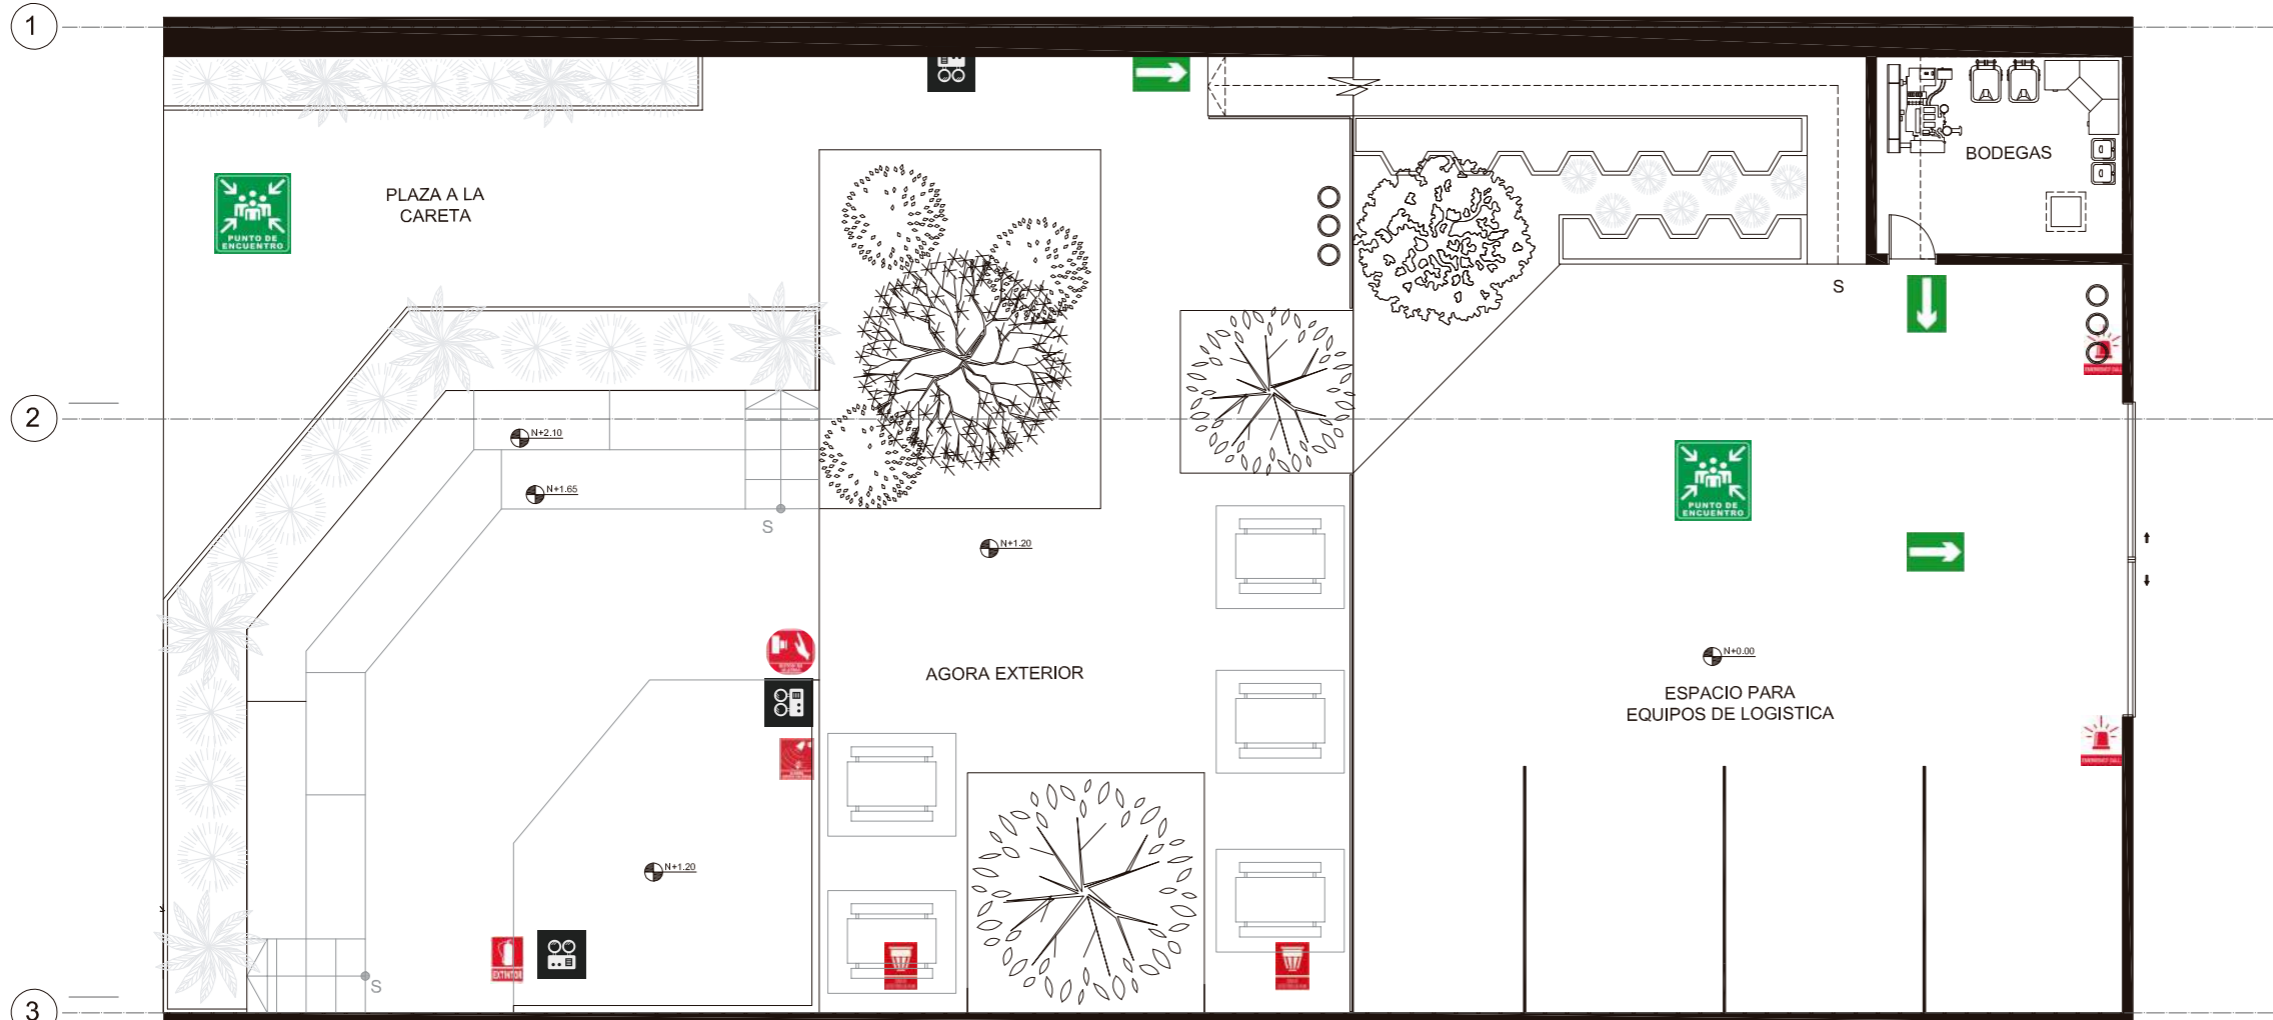 1
BODEGAS
PLAZA A LA
CARETA
PUNTO DE
ENCUENTRO
S
2
N+2.10
N+1.65
S
PUNTO DE
ENCUENTRO
N+1.20
N+0.00
AGORA EXTERIOR
ESPACIO PARA
EQUIPOS DE LOGISTICA
N+1.20
EXTINTOR
S
3